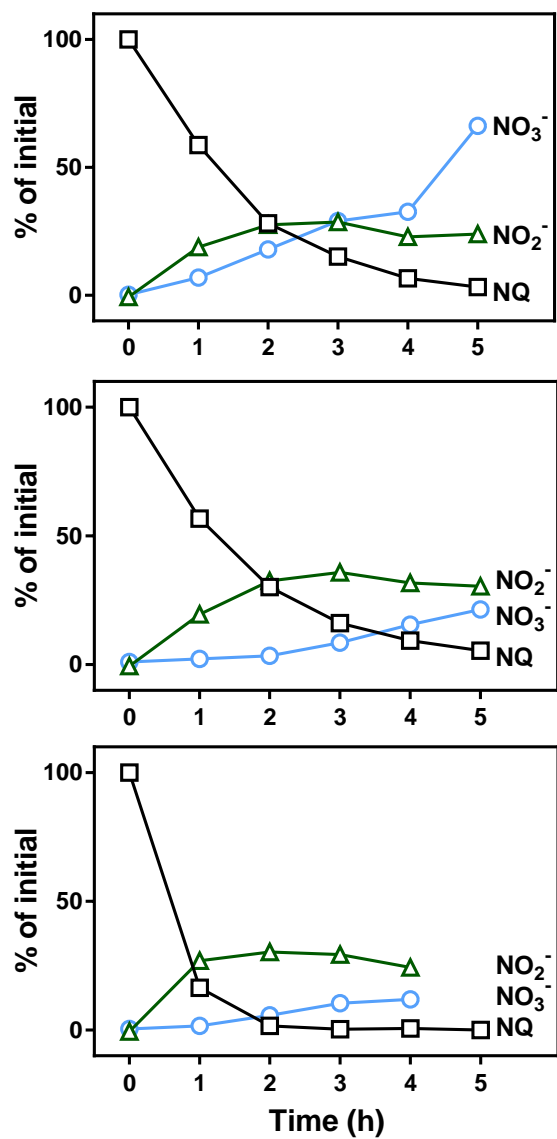 100
NO₃⁻
% of initial
50
NO₂⁻
NQ
0
0 1 2 3 4 5
100
% of initial
50
NO₂⁻
NO₃⁻
NQ
0
0 1 2 3 4 5
100
% of initial
50
NO₂⁻
NO₃⁻
NQ
0
0 1 2 3 4 5
Time (h)